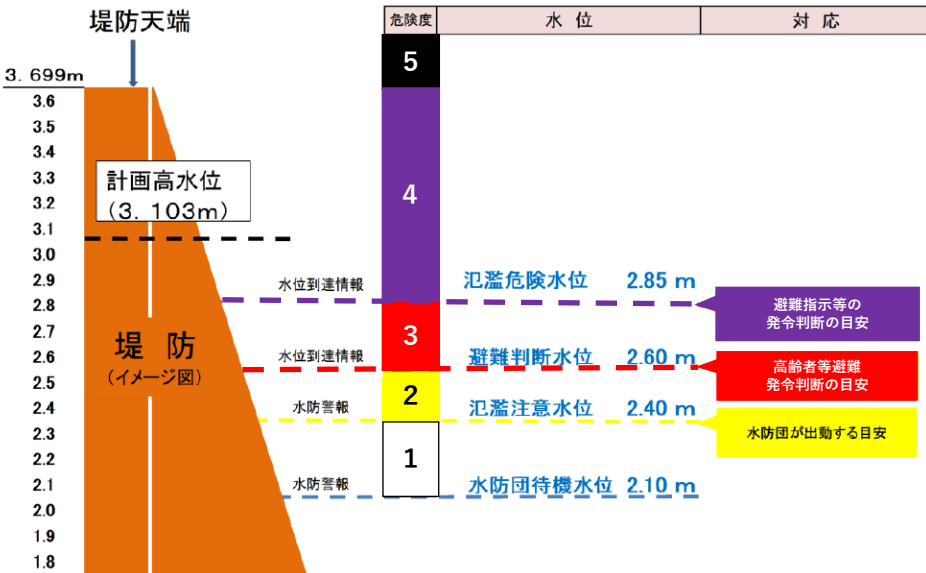 堤防天端
危険度
水 位
対 応
3. 699m
5
3.6
3.5
3.4
3.3
3.2
3.1
3.0
2.9
2.8
2.7
2.6
2.5
2.4
2.3
2.2
2.1
2.0
1.9
1.8
計画高水位
(3. 103m)
堤 防
(イメージ図)
4
3
2
1
水位到達情報
氾濫危険水位 2.85 m
避難指示等の
発令判断の目安
水位到達情報
避難判断水位 2.60 m
高齢者等避難
発令判断の目安
水防警報
氾濫注意水位 2.40 m
水防団が出動する目安
水防警報
水防団待機水位 2.10 m